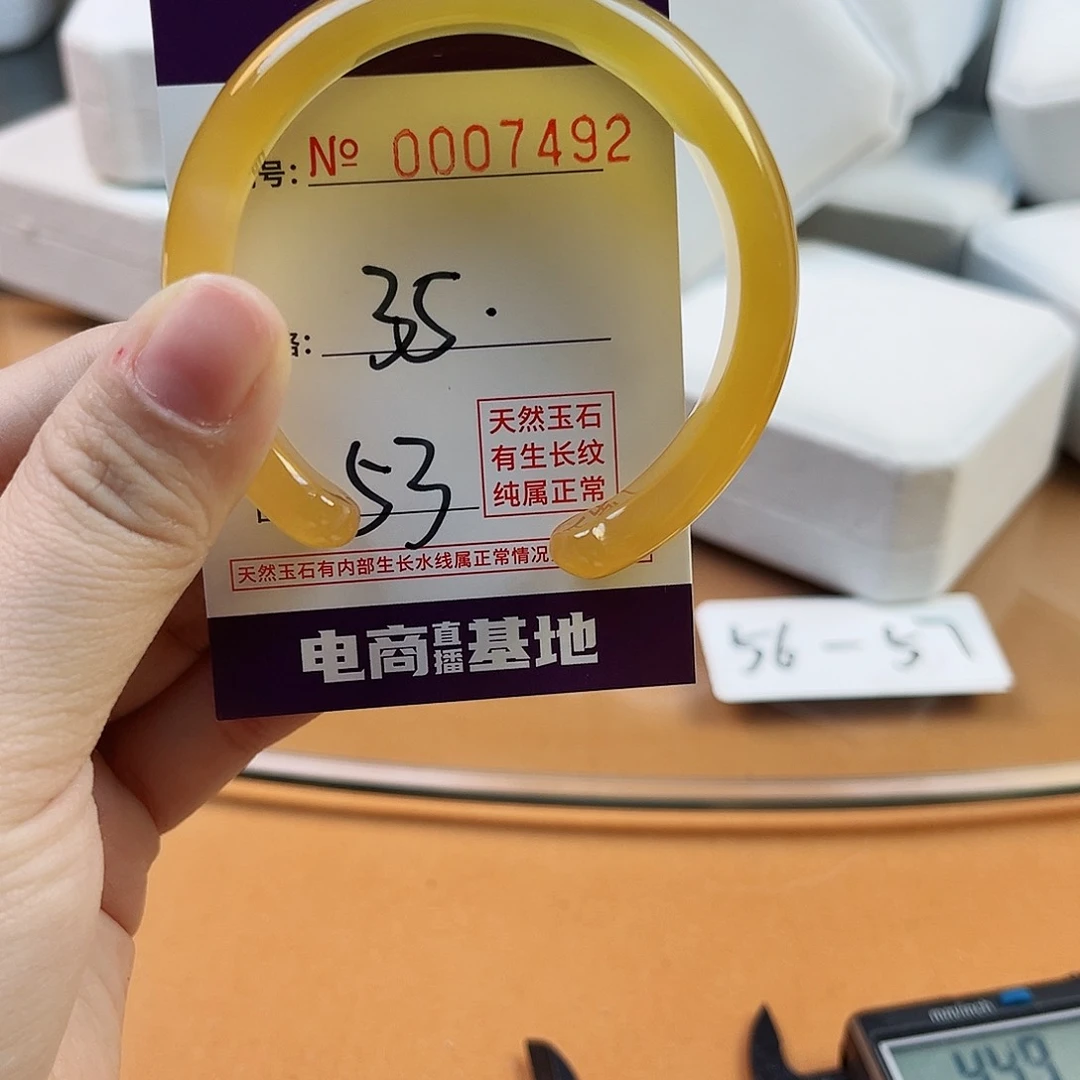 号: № 0007492
格: 35.
53
天然玉石
有生长纹
纯属正常
天然玉石有内部生长水线属正常情况
电商直播基地
56-57
mm/inch
449